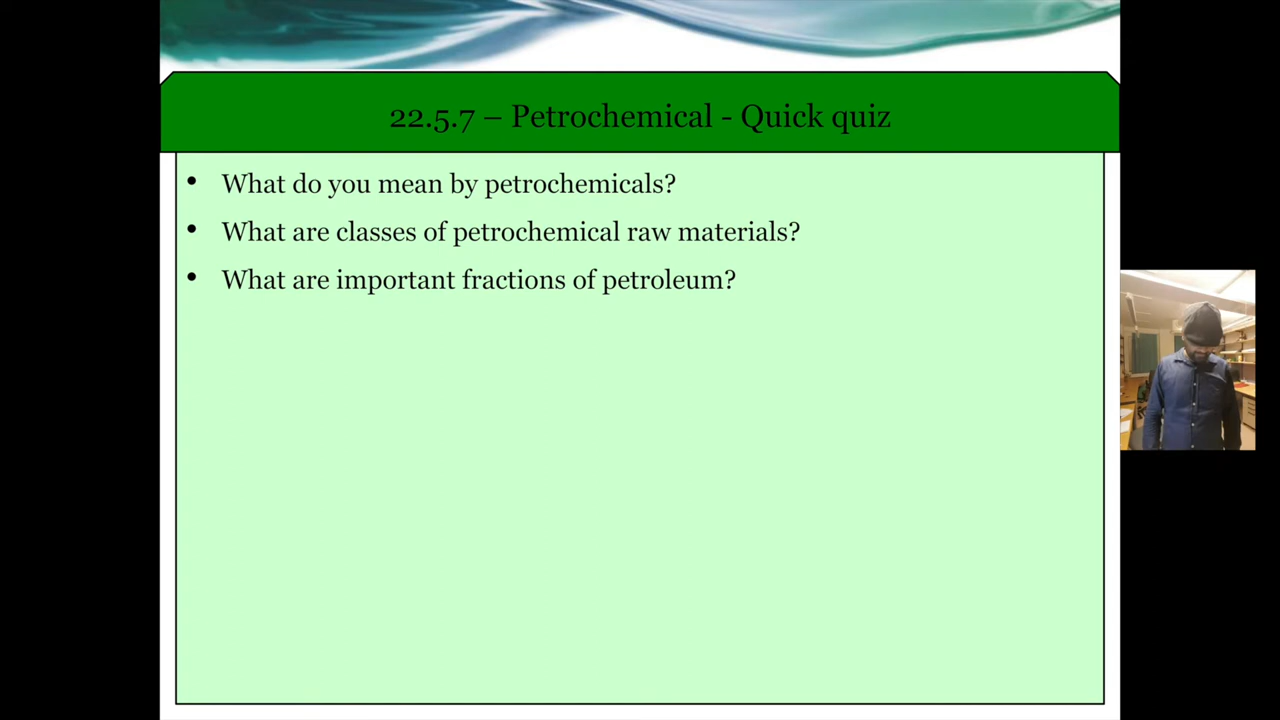 22.5.7 – Petrochemical - Quick quiz
• What do you mean by petrochemicals?
• What are classes of petrochemical raw materials?
• What are important fractions of petroleum?